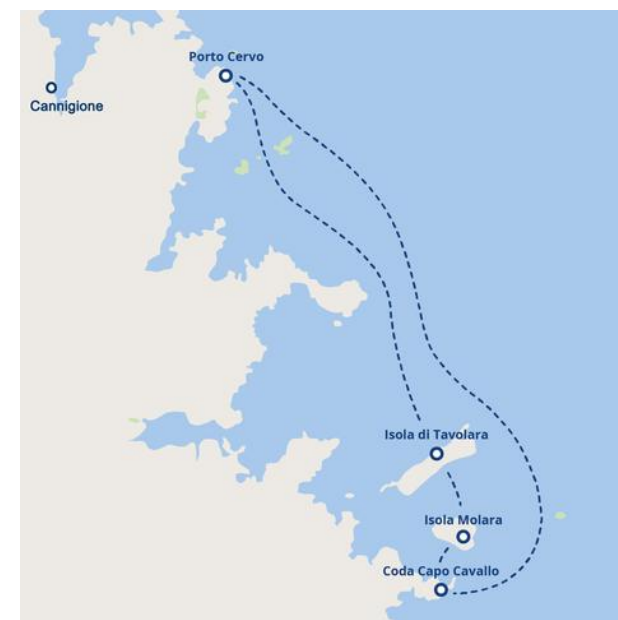 Porto Cervo
Cannigione
Isola di Tavolara
Isola Molara
Coda Capo Cavallo